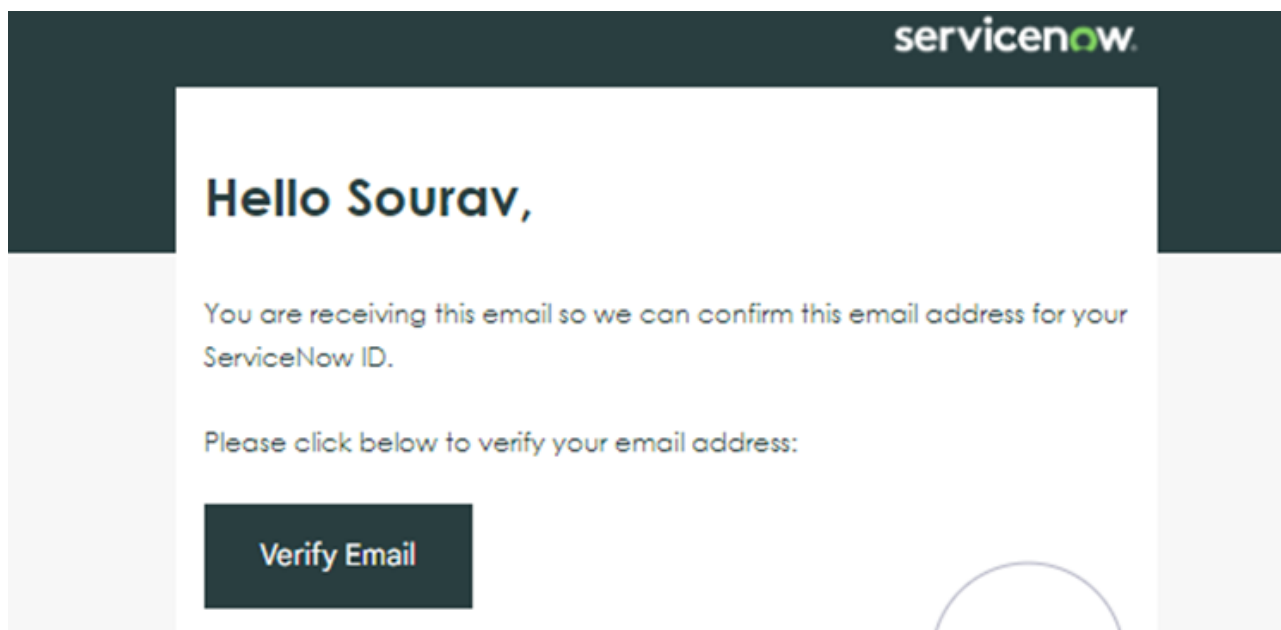 servicenow.
Hello Sourav,
You are receiving this email so we can confirm this email address for your
ServiceNow ID.
Please click below to verify your email address:
Verify Email